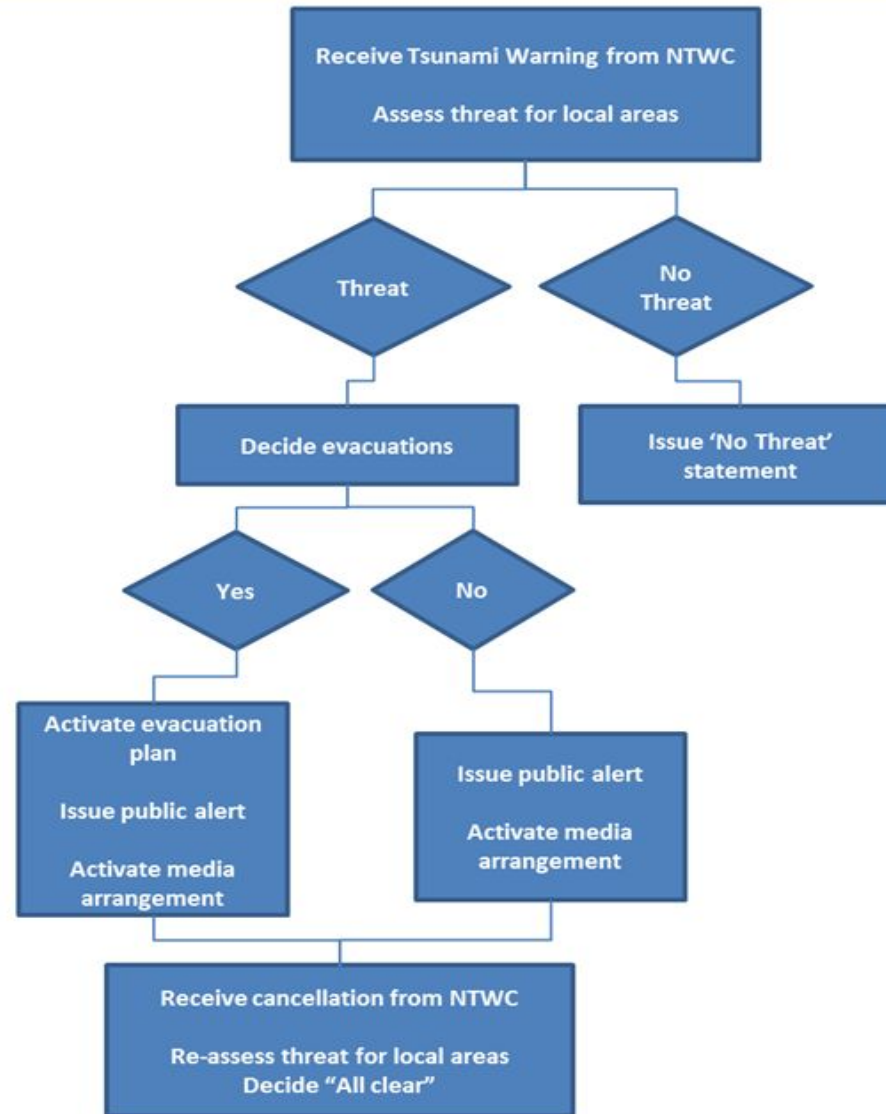 Receive Tsunami Warning from NTWC
Assess threat for local areas
Threat
No
Threat
Decide evacuations
Issue ‘No Threat’
statement
Yes
No
Activate evacuation
plan
Issue public alert
Activate media
arrangement
Issue public alert
Activate media
arrangement
Receive cancellation from NTWC
Re-assess threat for local areas
Decide “All clear”